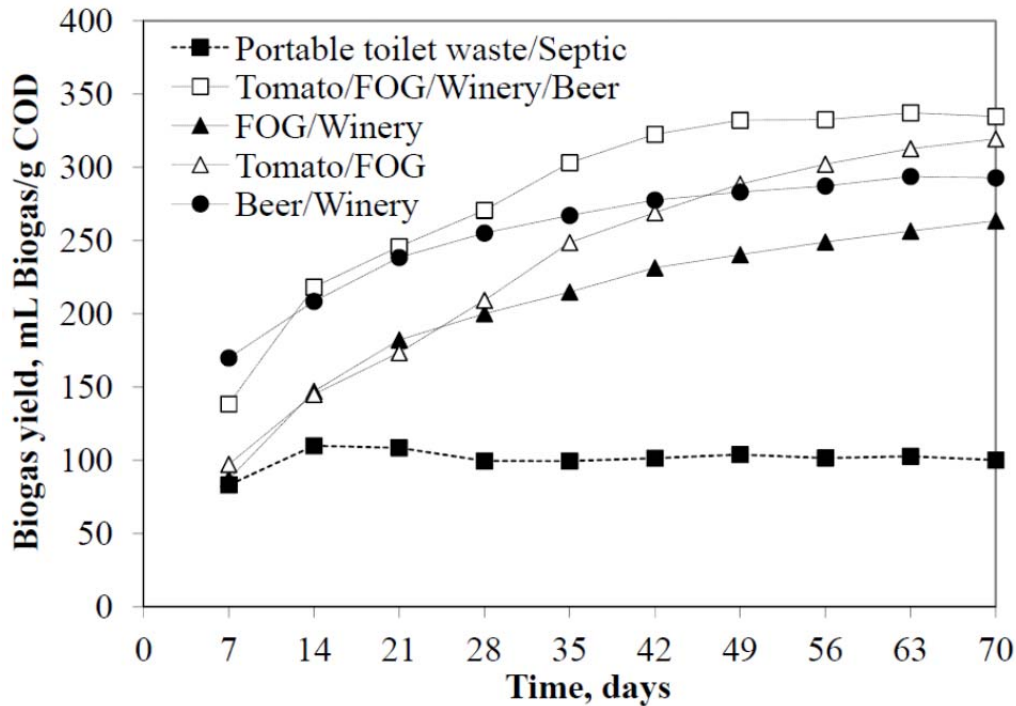 Biogas yield, mL Biogas/g COD
400
350
300
250
200
150
100
50
0
Portable toilet waste/Septic
Tomato/FOG/Winery/Beer
FOG/Winery
Tomato/FOG
Beer/Winery
0 7 14 21 28 35 42 49 56 63 70
Time, days